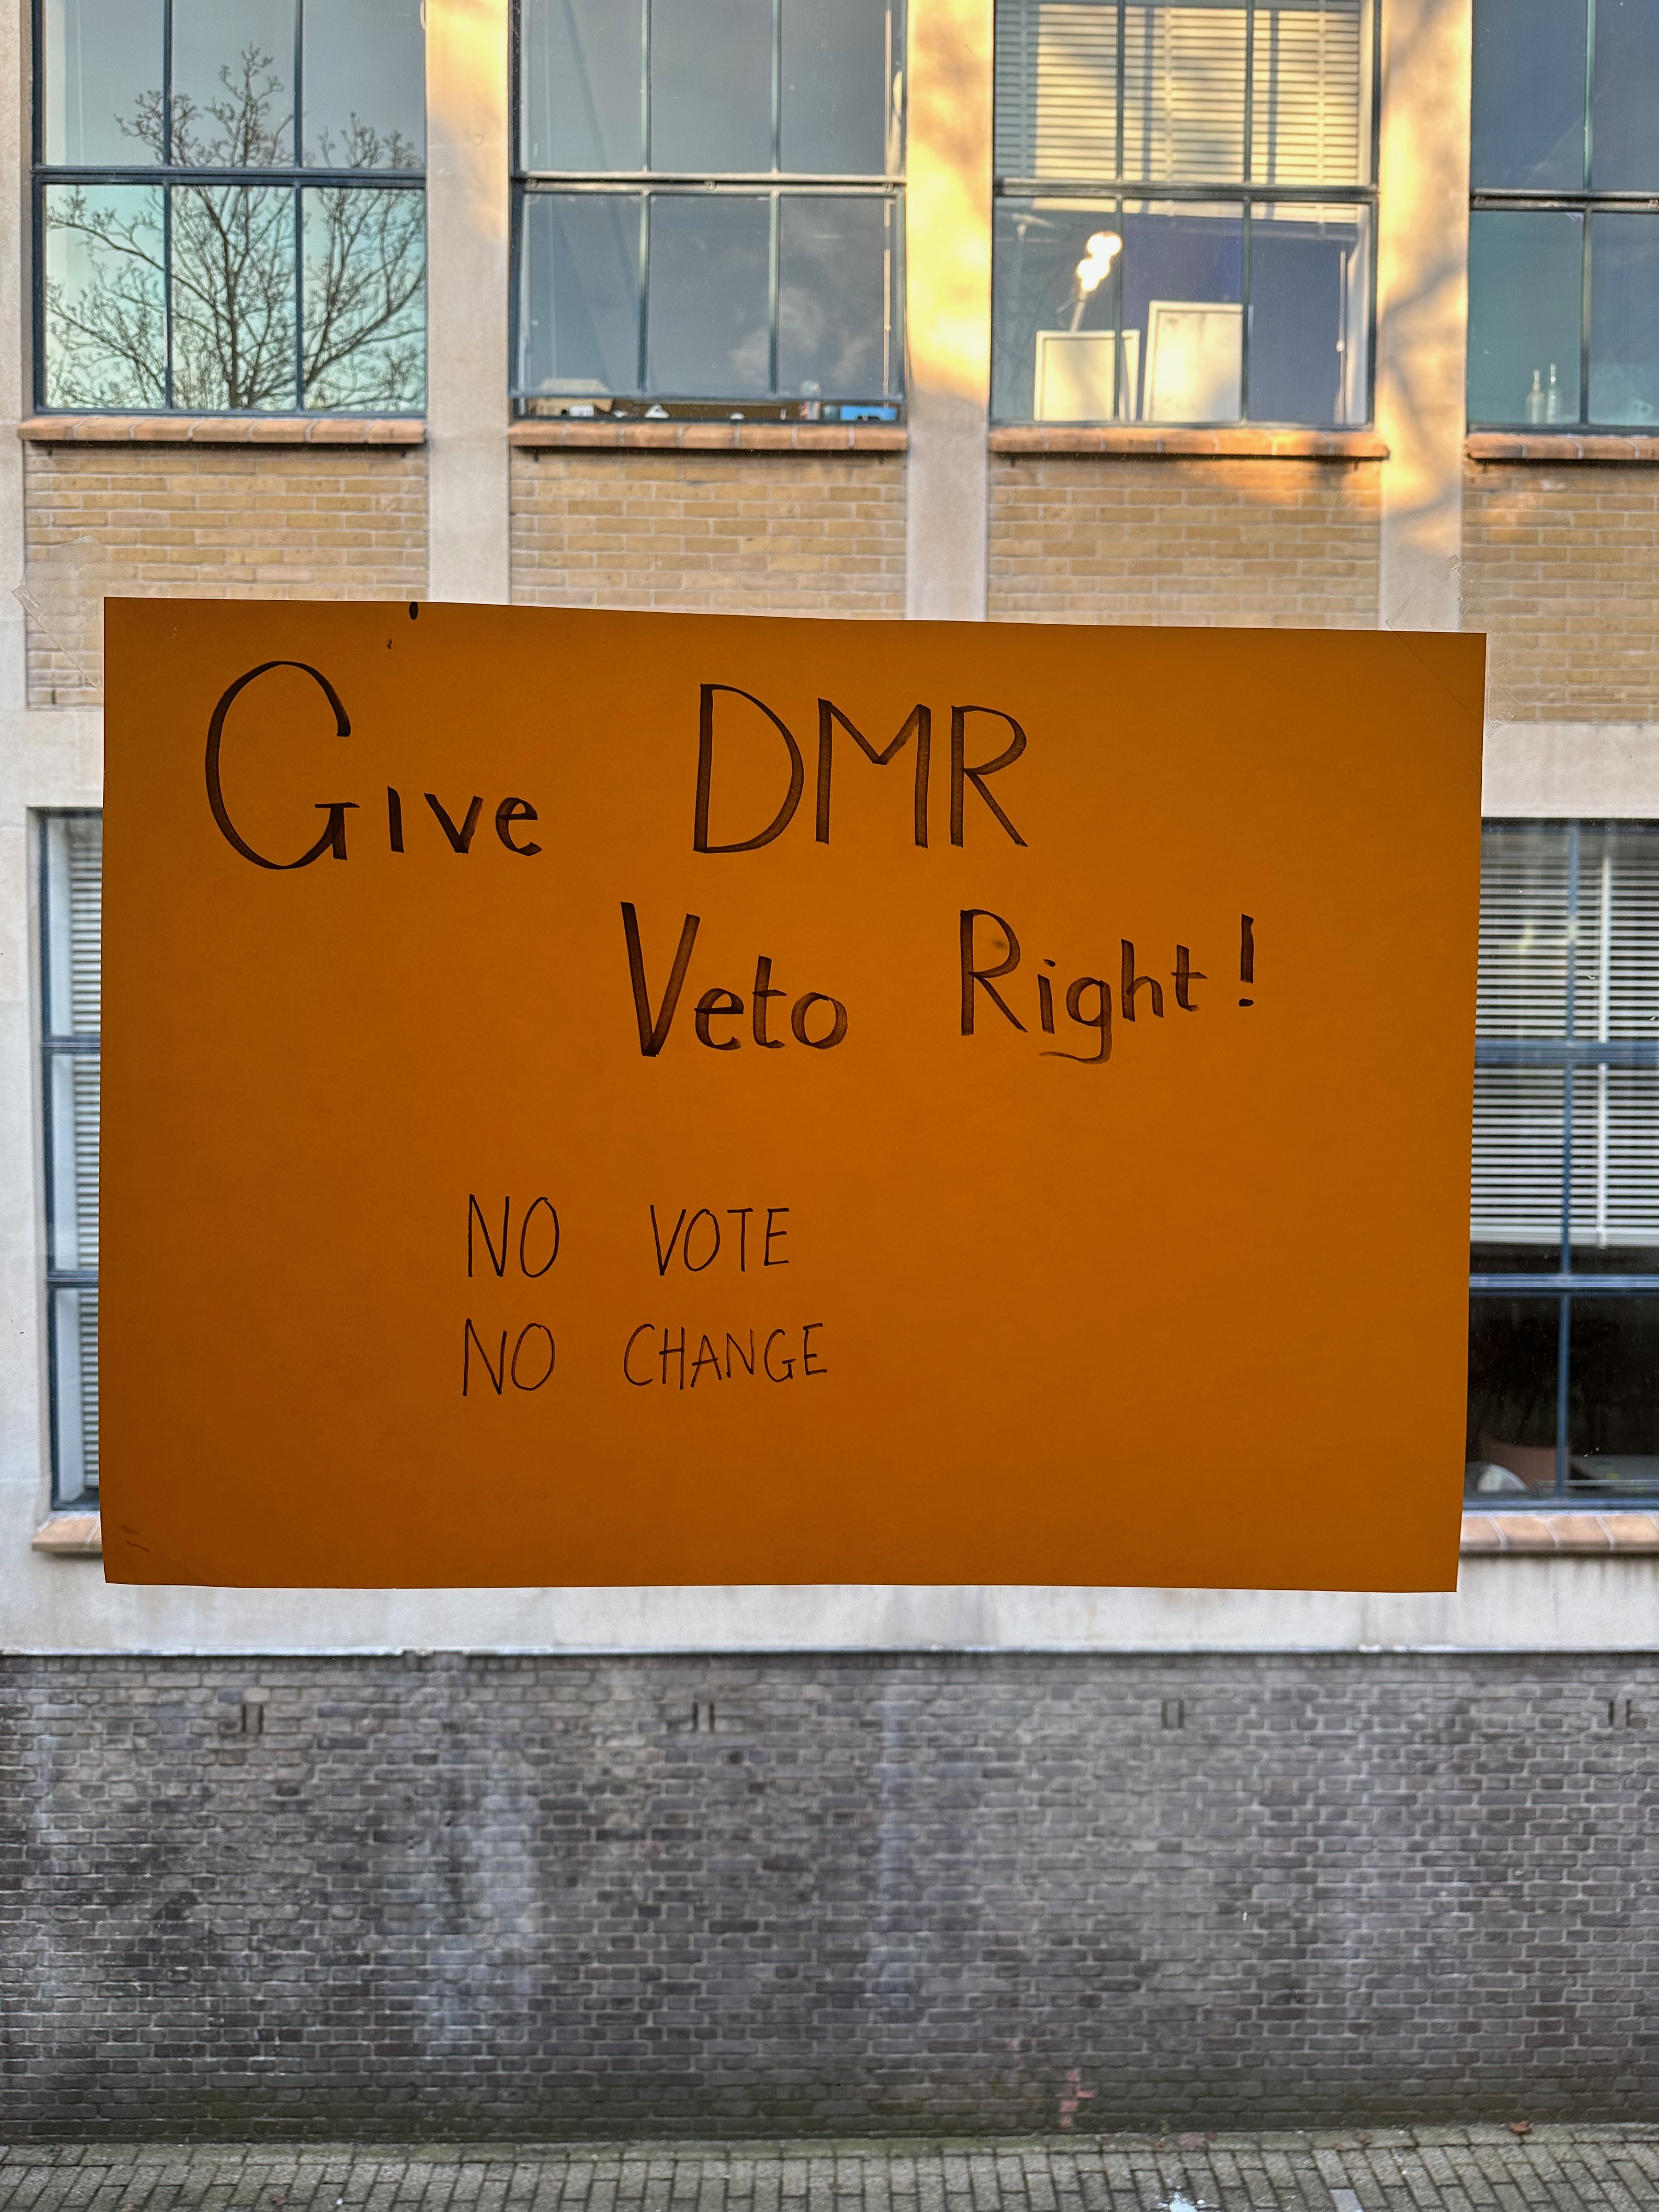 Give DMR
Veto Right!
NO VOTE
NO CHANGE